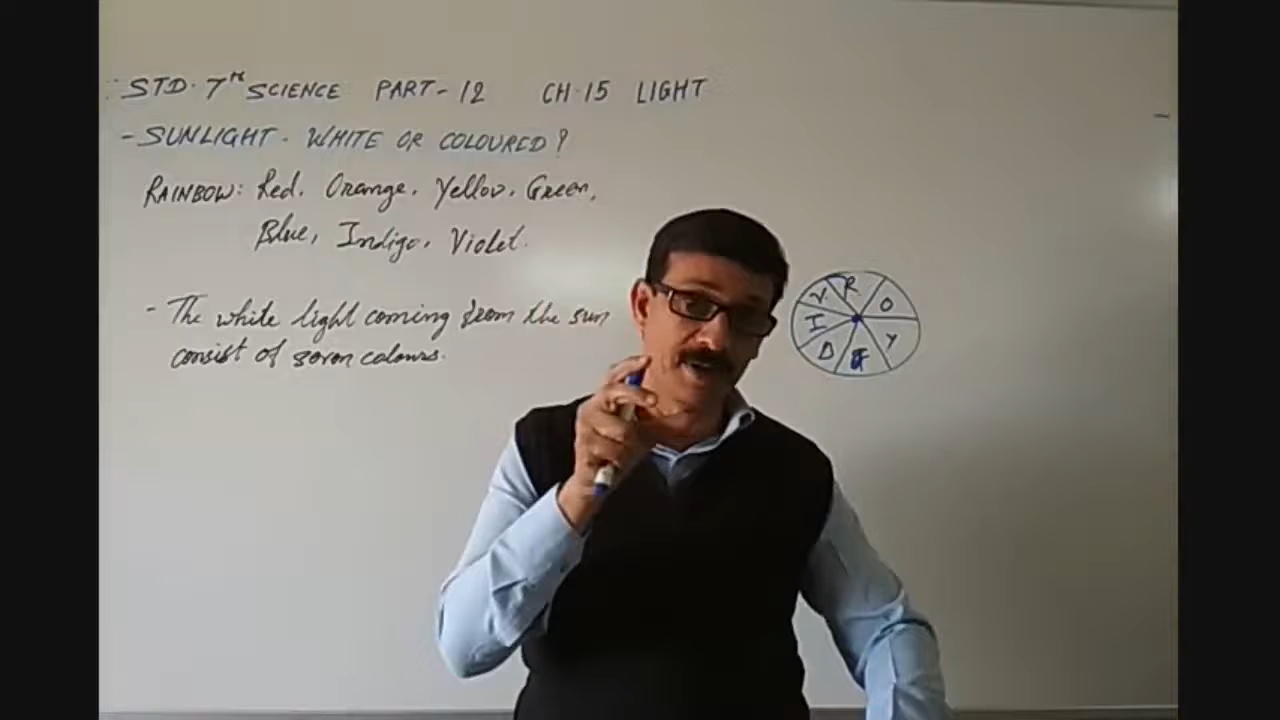 STD. 7TH SCIENCE PART-12 CH.15 LIGHT
- SUNLIGHT - WHITE OR COLOURED?
RAINBOW: Red, Orange, Yellow, Green,
Blue, Indigo, Violet.
- The white light coming from the sun
consist of seven colours.
V R O
I Y
B G